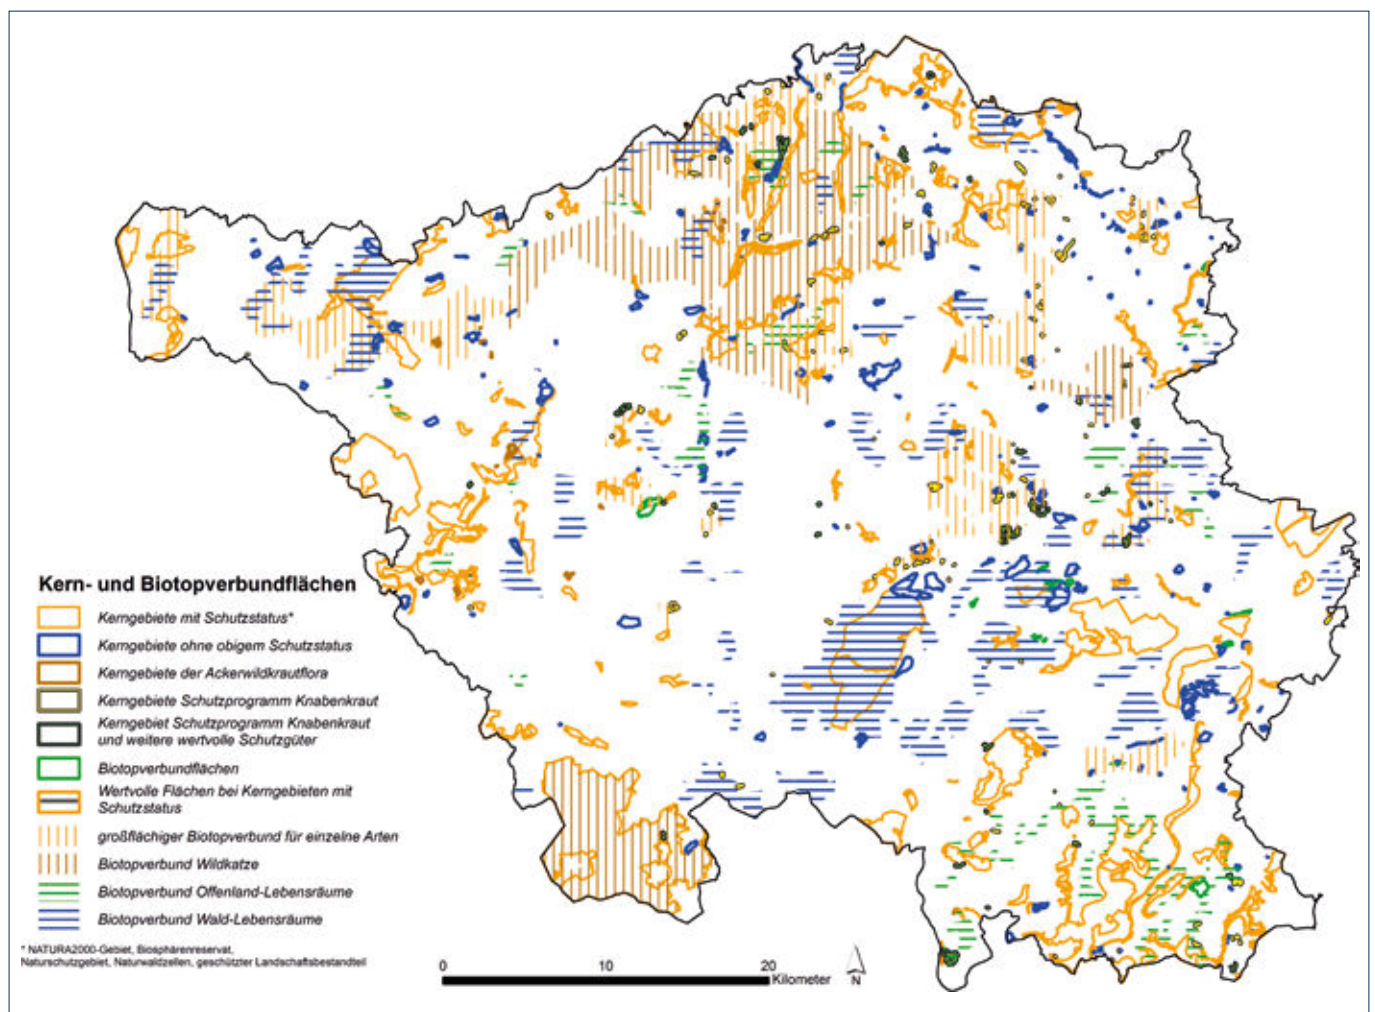 Kern- und Biotopverbundflächen
Kerngebiete mit Schutzstatus*
Kerngebiete ohne obigem Schutzstatus
Kerngebiete der Ackerwildkrautflora
Kerngebiete Schutzprogramm Knabenkraut
Kerngebiet Schutzprogramm Knabenkraut
und weitere wertvolle Schutzgüter
Biotopverbundflächen
Wertvolle Flächen bei Kerngebieten mit
Schutzstatus
großflächiger Biotopverbund für einzelne Arten
Biotopverbund Wildkatze
Biotopverbund Offenland-Lebensräume
Biotopverbund Wald-Lebensräume
* NATURA2000-Gebiet, Biosphärenreservat,
Naturschutzgebiet, Naturwaldzellen, geschützter Landschaftsbestandteil
0 10 20
Kilometer
N